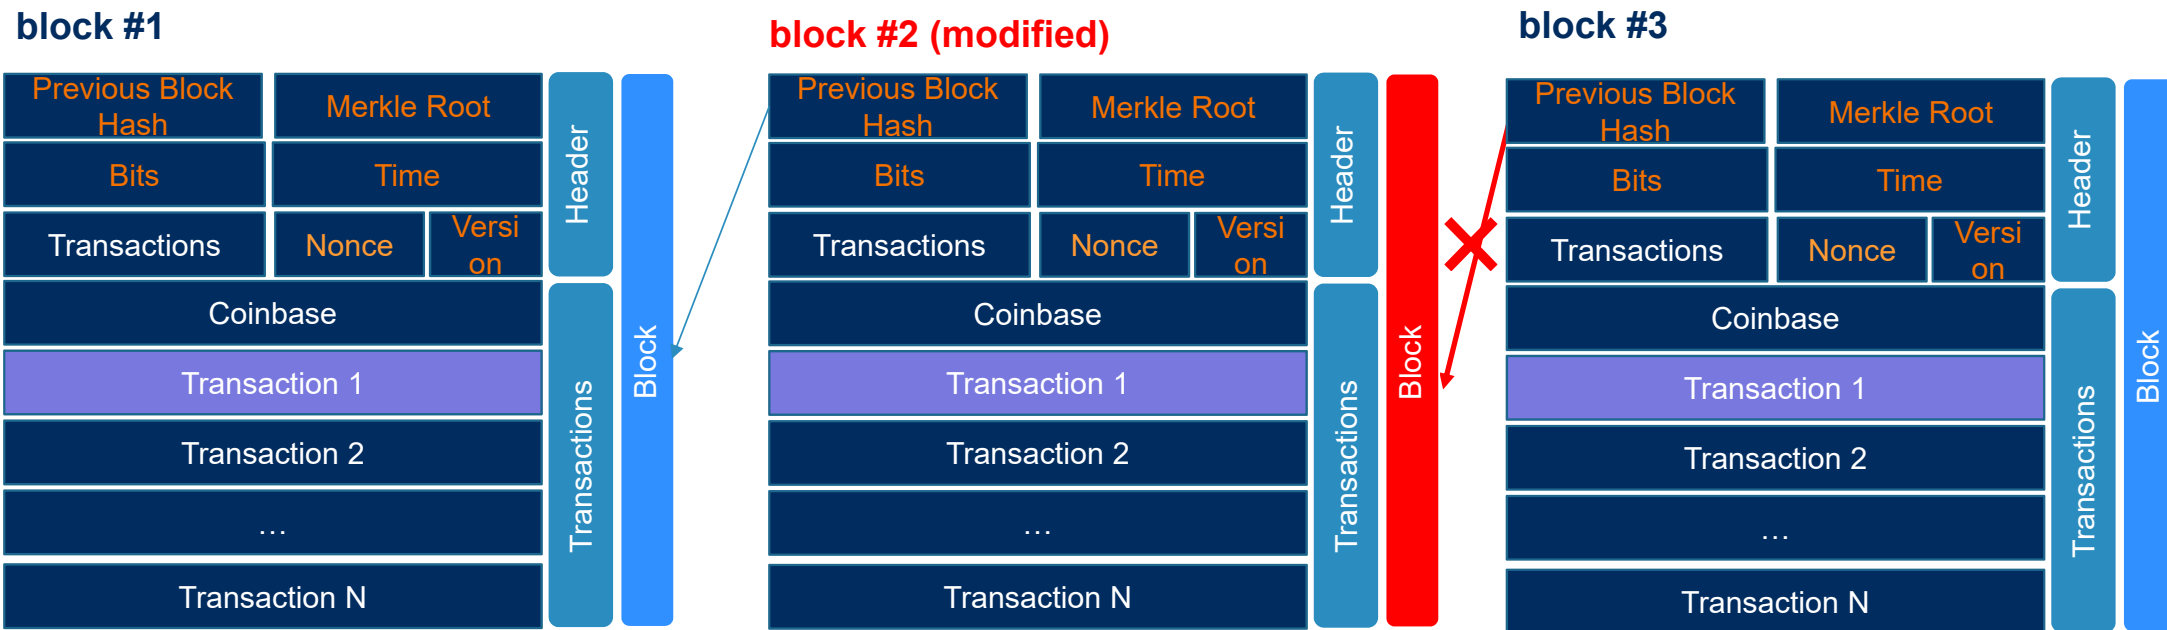 block #1
Previous Block
Hash
Merkle Root
Bits
Time
Transactions
Nonce
Versi
on
Coinbase
Transaction 1
Transaction 2
...
Transaction N
Header
Transactions
Block
block #2 (modified)
Previous Block
Hash
Merkle Root
Bits
Time
Transactions
Nonce
Versi
on
Coinbase
Transaction 1
Transaction 2
...
Transaction N
Header
Transactions
Block
block #3
Previous Block
Hash
Merkle Root
Bits
Time
Transactions
Nonce
Versi
on
Coinbase
Transaction 1
Transaction 2
...
Transaction N
Header
Transactions
Block